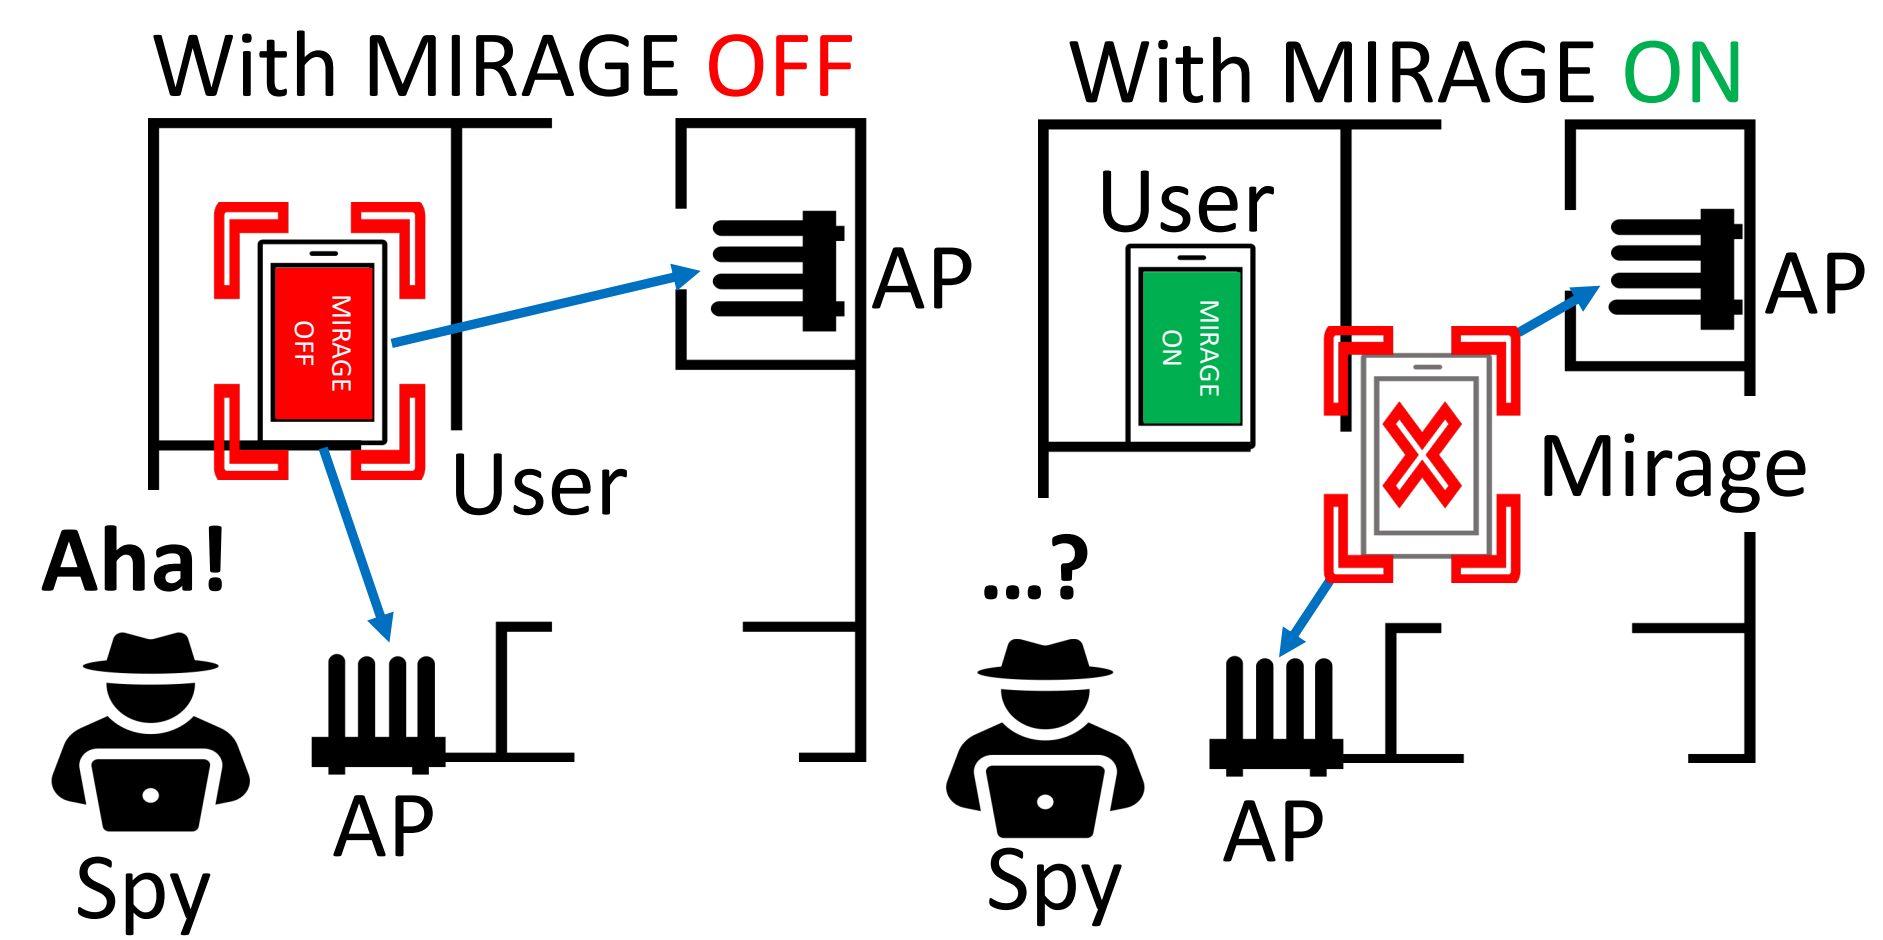 With MIRAGE OFF
MIRAGE
OFF
AP
User
Aha!
AP
Spy
With MIRAGE ON
User
MIRAGE
ON
AP
Mirage
...?
AP
Spy